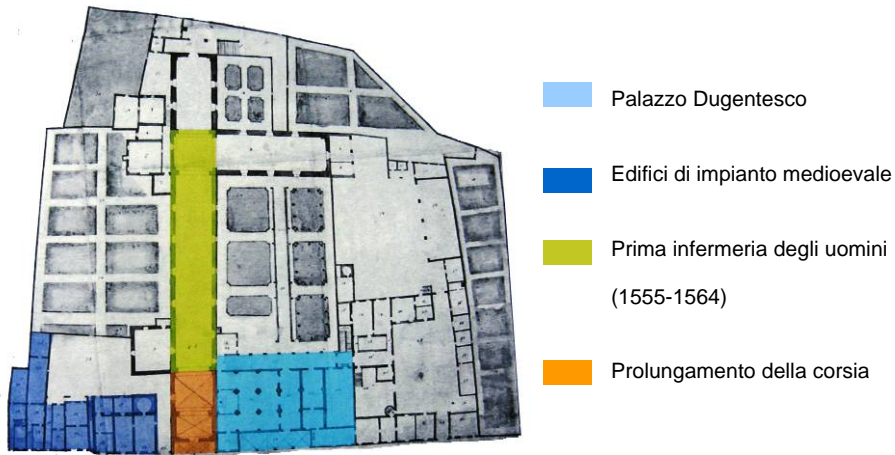 Palazzo Dugentesco
Edifici di impianto medioevale
Prima infermeria degli uomini
(1555-1564)
Prolungamento della corsia